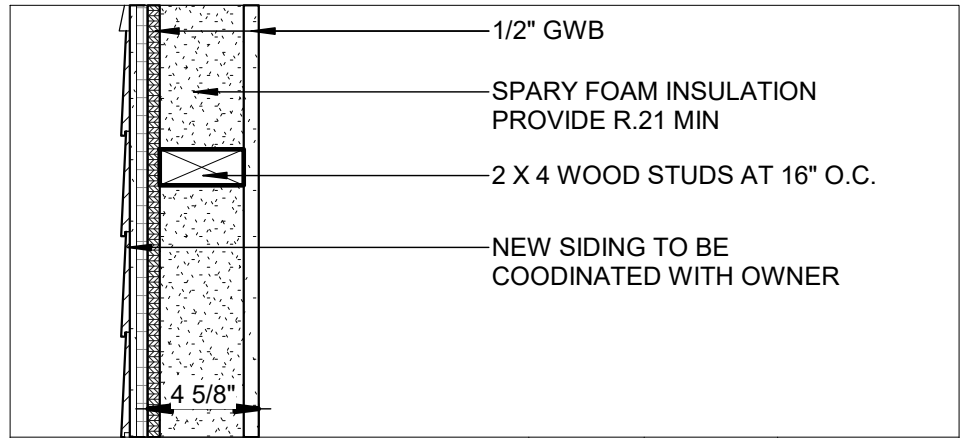 1/2" GWB
SPARY FOAM INSULATION
PROVIDE R.21 MIN
2 X 4 WOOD STUDS AT 16" O.C.
NEW SIDING TO BE
COODINATED WITH OWNER
4 5/8"